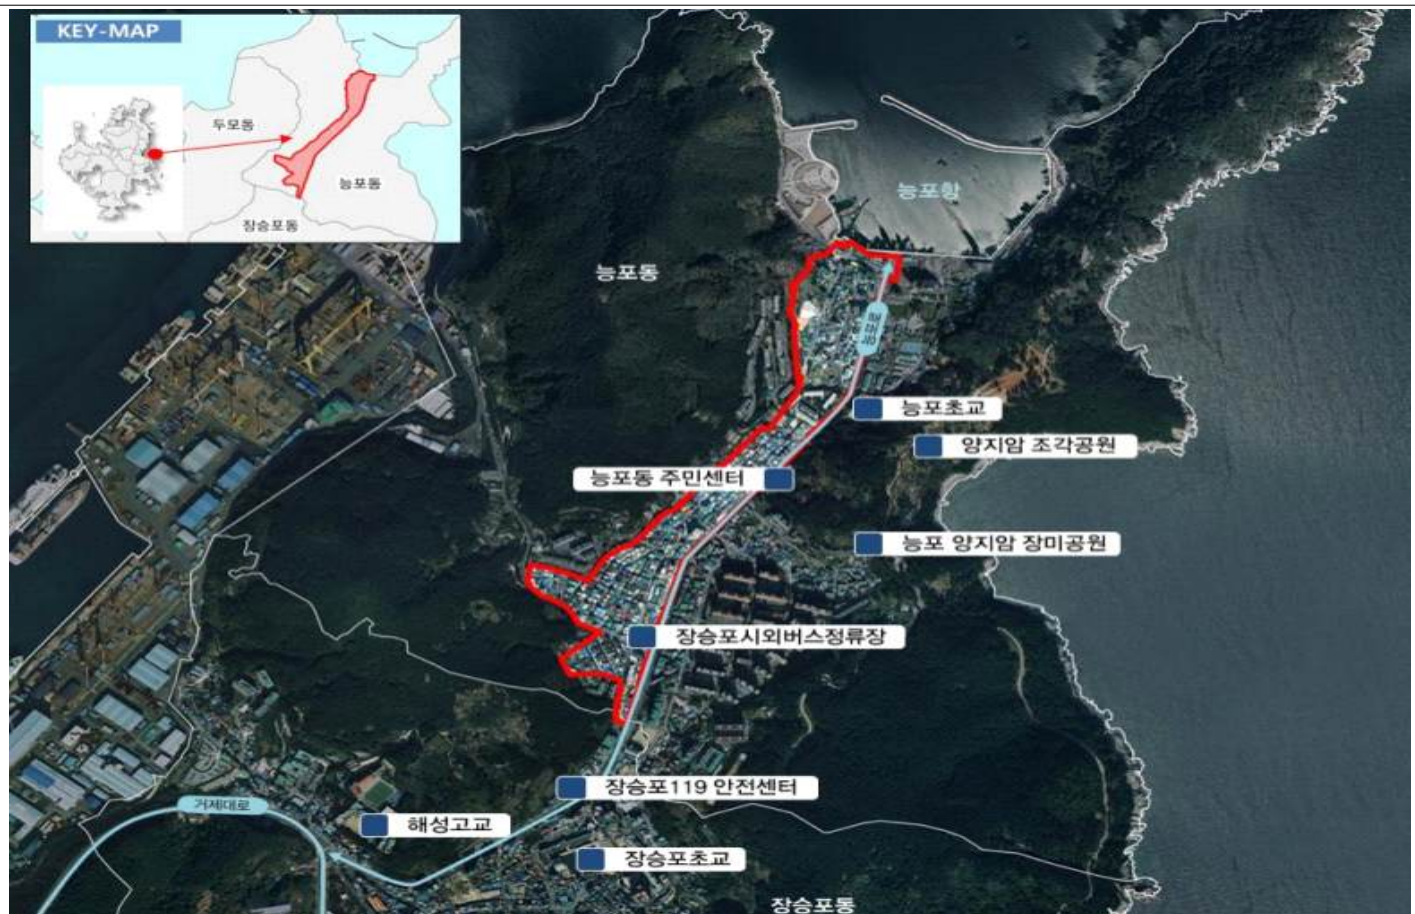 KEY-MAP
두모동
능포동
장승포동
능포항
능포동
능포로
능포초교
양지암 조각공원
능포동 주민센터
능포 양지암 장미공원
장승포시외버스정류장
장승포119 안전센터
거제대로
해성고교
장승포초교
장승포동